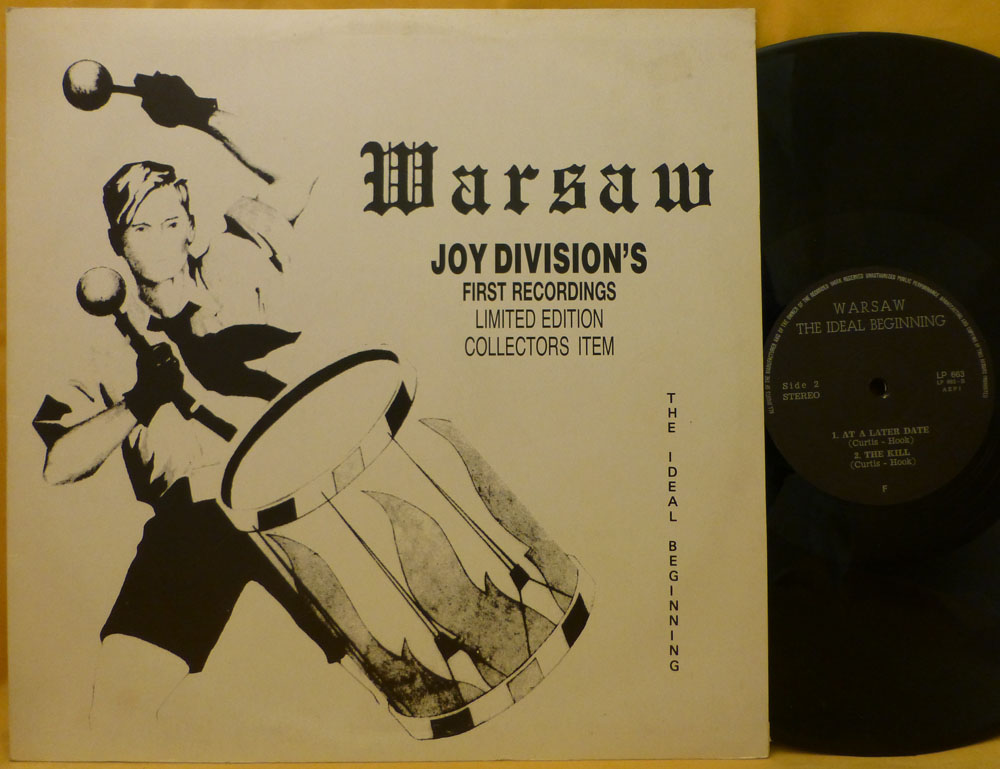 Warsaw
JOY DIVISION'S
FIRST RECORDINGS
LIMITED EDITION
COLLECTORS ITEM
THE IDEAL BEGINNING
WARSAW
THE IDEAL BEGINNING
Side 2
STEREO
LP 663
1. AT A LATER DATE
(Curtis - Hook)
2. THE KILL
(Curtis - Hook)
F